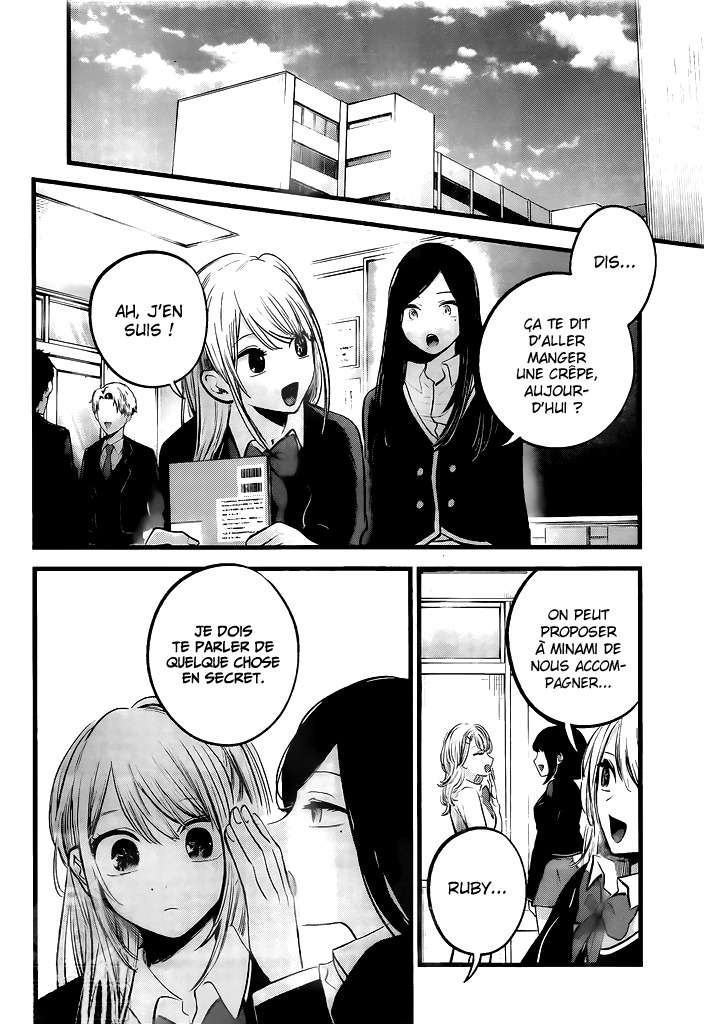 DIS...
ÇA TE DIT
D'ALLER
MANGER
UNE CRÊPE,
AUJOUR-
D'HUI ?
AH, J'EN
SUIS !
ON PEUT
PROPOSER
À MINAMI DE
NOUS ACCOM-
PAGNER...
RUBY...
JE DOIS
TE PARLER DE
QUELQUE CHOSE
EN SECRET.